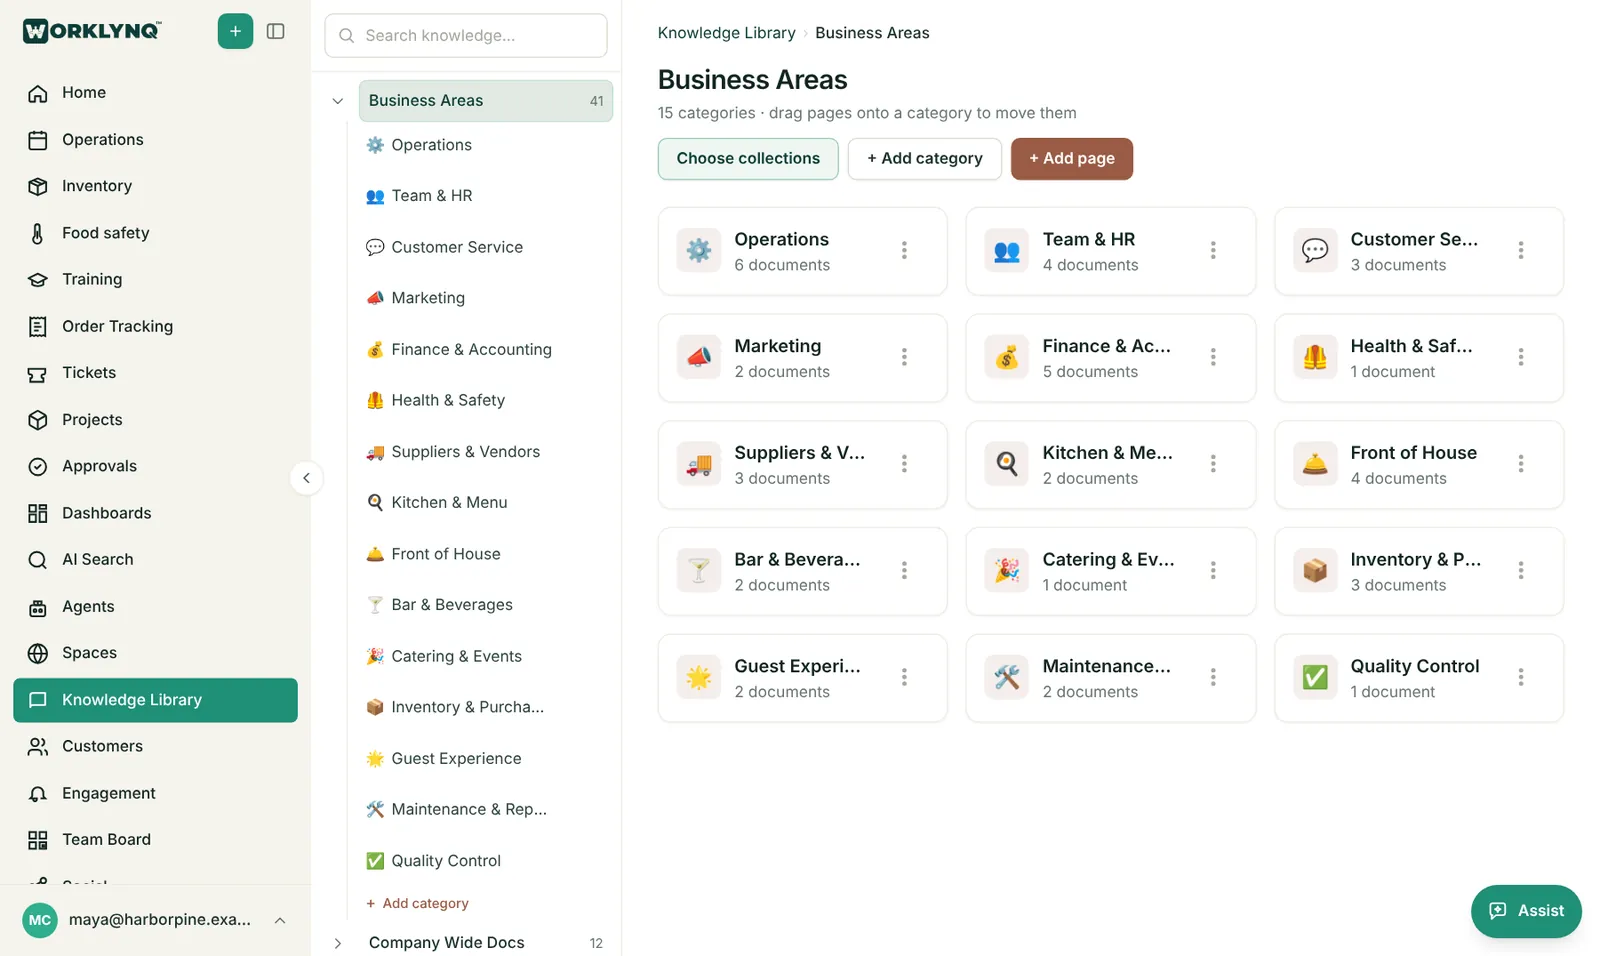 WORKLYNQ™
+
Home
Operations
Inventory
Food safety
Training
Order Tracking
Tickets
Projects
Approvals
Dashboards
AI Search
Agents
Spaces
Knowledge Library
Customers
Engagement
Team Board
MC
maya@harborpine.exa...
Search knowledge...
Business Areas 41
Operations
Team & HR
Customer Service
Marketing
Finance & Accounting
Health & Safety
Suppliers & Vendors
Kitchen & Menu
Front of House
Bar & Beverages
Catering & Events
Inventory & Purcha...
Guest Experience
Maintenance & Rep...
Quality Control
+ Add category
Company Wide Docs 12
Knowledge Library › Business Areas
Business Areas
15 categories · drag pages onto a category to move them
Choose collections
+ Add category
+ Add page
Operations
6 documents
Team & HR
4 documents
Customer Se...
3 documents
Marketing
2 documents
Finance & Ac...
5 documents
Health & Saf...
1 document
Suppliers & V...
3 documents
Kitchen & Me...
2 documents
Front of House
4 documents
Bar & Bevera...
2 documents
Catering & Ev...
1 document
Inventory & P...
3 documents
Guest Experi...
2 documents
Maintenance...
2 documents
Quality Control
1 document
Assist